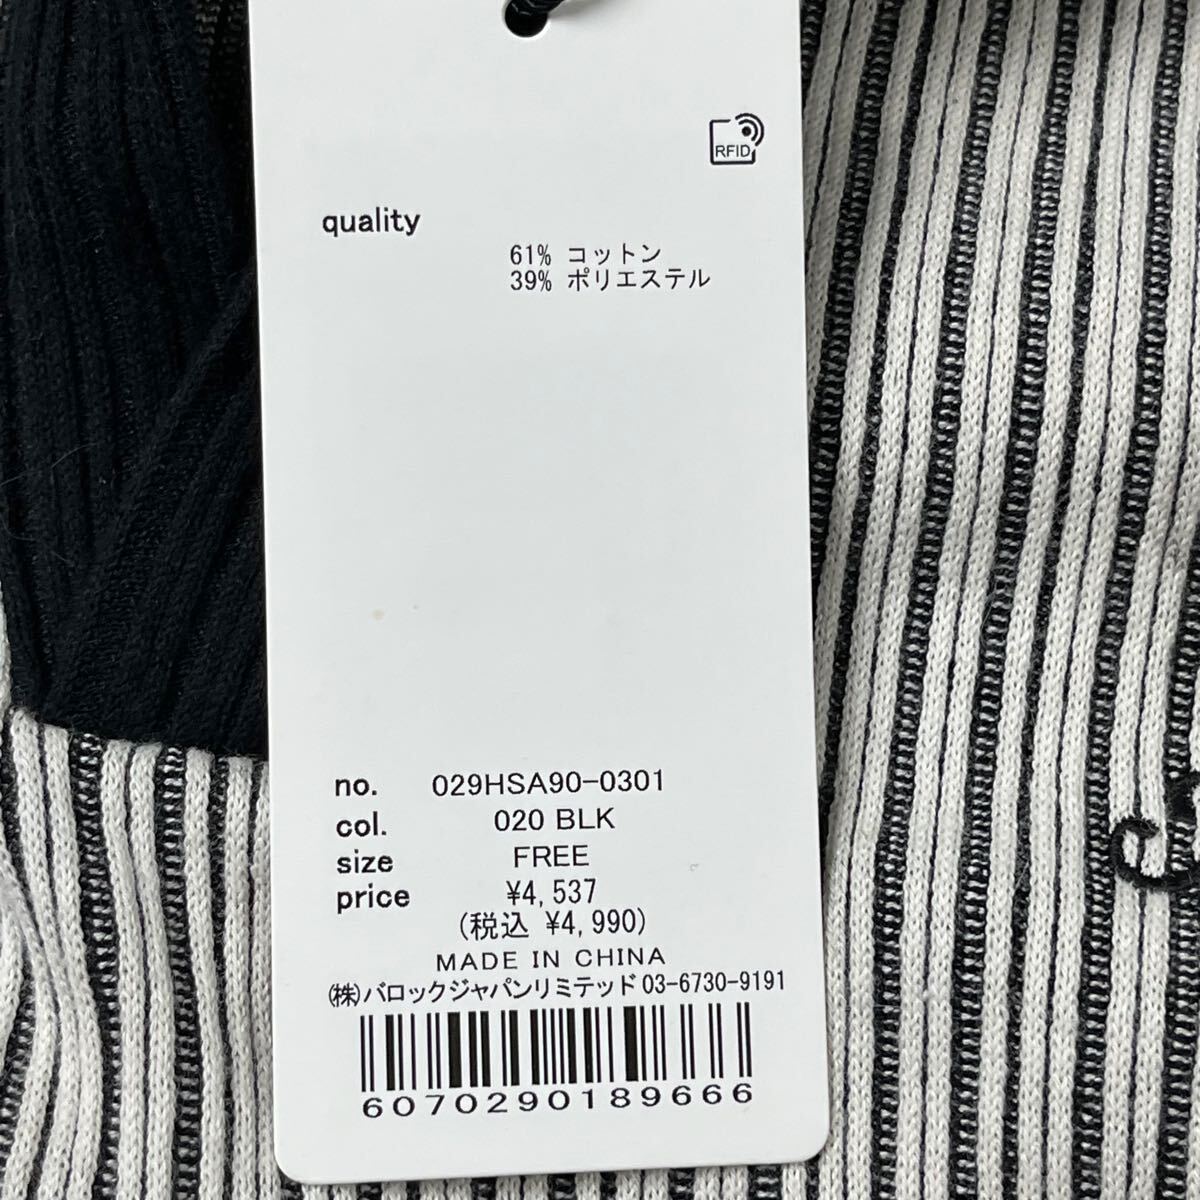 RFID
quality
61% コットン
39% ポリエステル
no. 029HSA90-0301
col. 020 BLK
size FREE
price ¥4,537
(税込 ¥4,990)
MADE IN CHINA
(株)バロックジャパンリミテッド 03-6730-9191
6070290189666